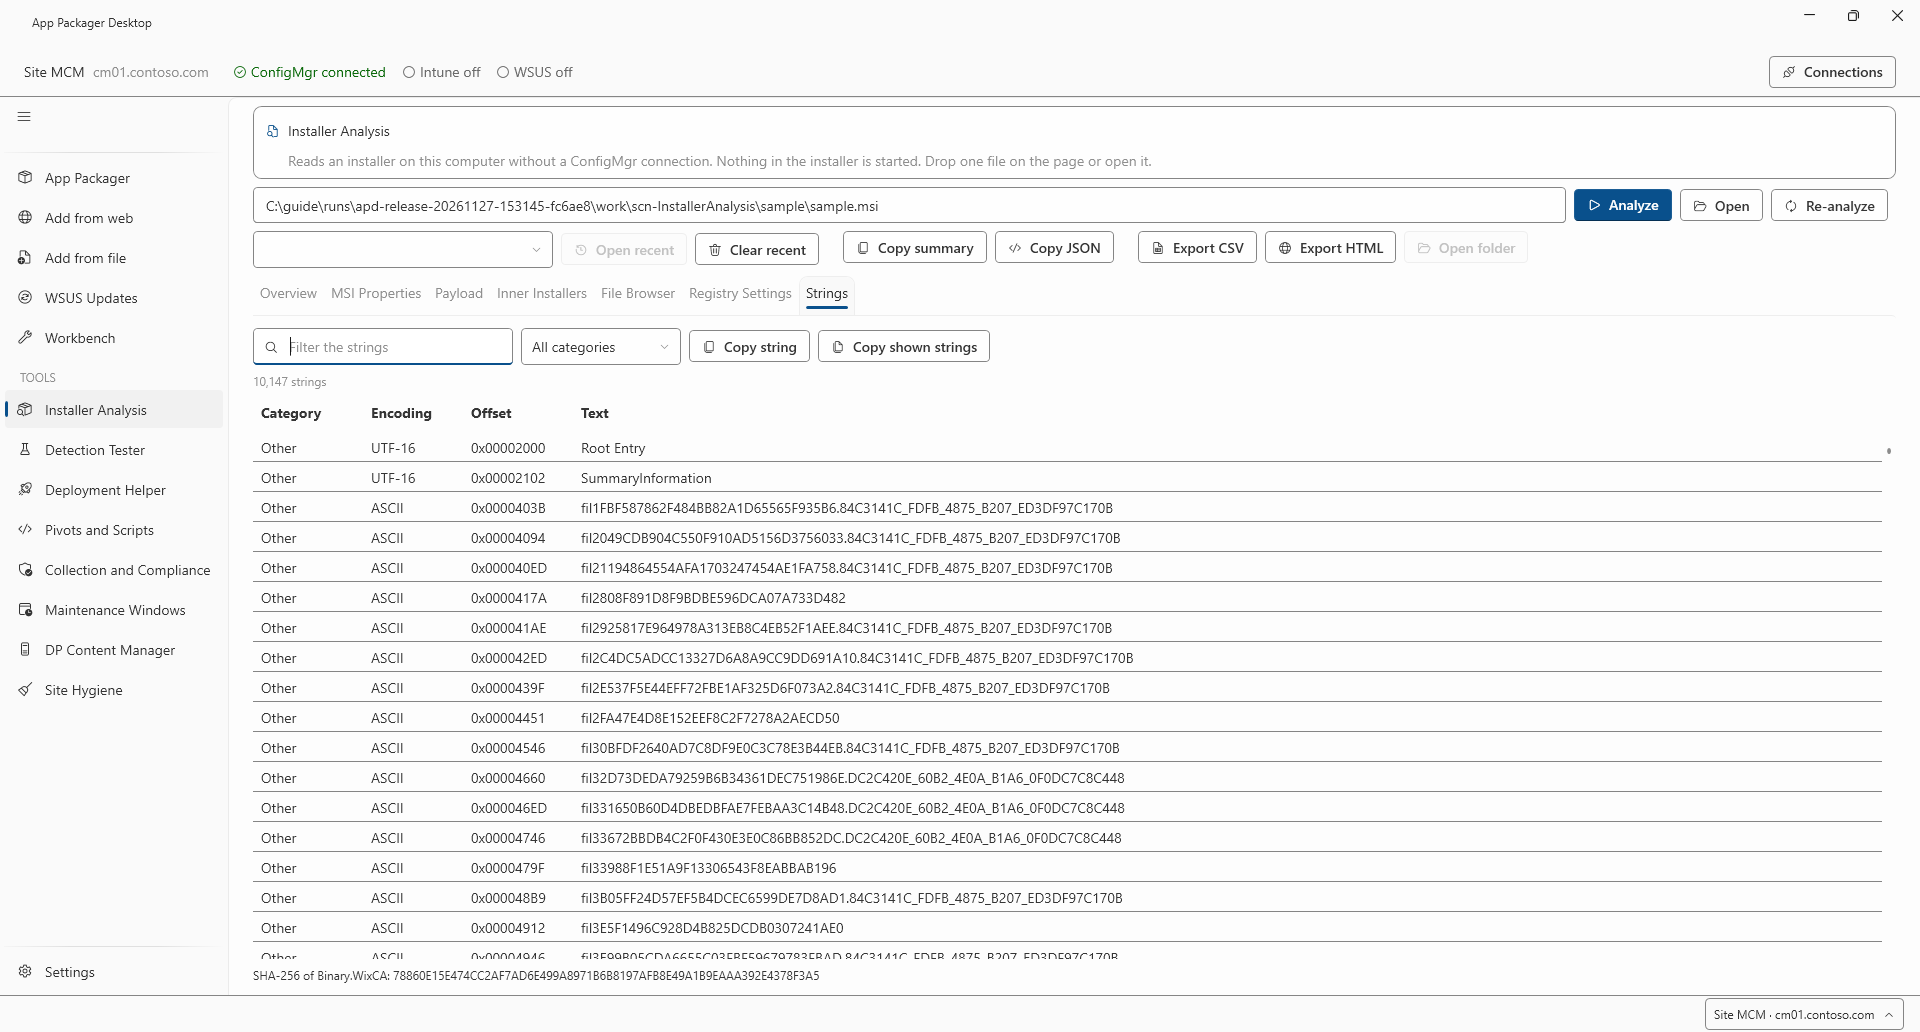 App Packager Desktop
Site MCM cm01.contoso.com ConfigMgr connected Intune off WSUS off Connections
Installer Analysis
Reads an installer on this computer without a ConfigMgr connection. Nothing in the installer is started. Drop one file on the page or open it.
C:\guide\runs\apd-release-20261127-153145-fc6ae8\work\scn-InstallerAnalysis\sample\sample.msi Analyze Open Re-analyze
Open recent Clear recent Copy summary Copy JSON Export CSV Export HTML Open folder
Overview MSI Properties Payload Inner Installers File Browser Registry Settings Strings
Filter the strings All categories Copy string Copy shown strings
10,147 strings
App Packager
Add from web
Add from file
WSUS Updates
Workbench
TOOLS
Installer Analysis
Detection Tester
Deployment Helper
Pivots and Scripts
Collection and Compliance
Maintenance Windows
DP Content Manager
Site Hygiene
Settings
Category Encoding Offset Text
Other UTF-16 0x00002000 Root Entry
Other UTF-16 0x00002102 SummaryInformation
Other ASCII 0x0000403B fil1FBF587862F484BB82A1D65565F935B6.84C3141C_FDFB_4875_B207_ED3DF97C170B
Other ASCII 0x00004094 fil2049CDB904C550F910AD5156D3756033.84C3141C_FDFB_4875_B207_ED3DF97C170B
Other ASCII 0x000040ED fil21194864554AFA1703247454AE1FA758.84C3141C_FDFB_4875_B207_ED3DF97C170B
Other ASCII 0x0000417A fil2808F891D8F9BDBE596DCA07A733D482
Other ASCII 0x000041AE fil2925817E964978A313EB8C4EB52F1AEE.84C3141C_FDFB_4875_B207_ED3DF97C170B
Other ASCII 0x000042ED fil2C4DC5ADCC13327D6A8A9CC9DD691A10.84C3141C_FDFB_4875_B207_ED3DF97C170B
Other ASCII 0x0000439F fil2E537F5E44EFF72FBE1AF325D6F073A2.84C3141C_FDFB_4875_B207_ED3DF97C170B
Other ASCII 0x00004451 fil2FA47E4D8E152EEF8C2F7278A2AECD50
Other ASCII 0x00004546 fil30BFDF2640AD7C8DF9E0C3C78E3B44EB.84C3141C_FDFB_4875_B207_ED3DF97C170B
Other ASCII 0x00004660 fil32D73DEDA79259B6B34361DEC751986E.DC2C420E_60B2_4E0A_B1A6_0F0DC7C8C448
Other ASCII 0x000046ED fil331650B60D4DBEDBFAE7FEBAA3C14B48.DC2C420E_60B2_4E0A_B1A6_0F0DC7C8C448
Other ASCII 0x00004746 fil33672BBDB4C2F0F430E3E0C86BB852DC.DC2C420E_60B2_4E0A_B1A6_0F0DC7C8C448
Other ASCII 0x0000479F fil33988F1E51A9F13306543F8EABBAB196
Other ASCII 0x000048B9 fil3B05FF24D57EF5B4DCEC6599DE7D8AD1.84C3141C_FDFB_4875_B207_ED3DF97C170B
Other ASCII 0x00004912 fil3E5F1496C928D4B825DCDB0307241AE0
Other ASCII 0x00004946
SHA-256 of Binary.WixCA: 78860E15E474CC2AF7AD6E499A8971B6B8197AFB8E49A1B9EAAA392E4378F3A5
Site MCM · cm01.contoso.com